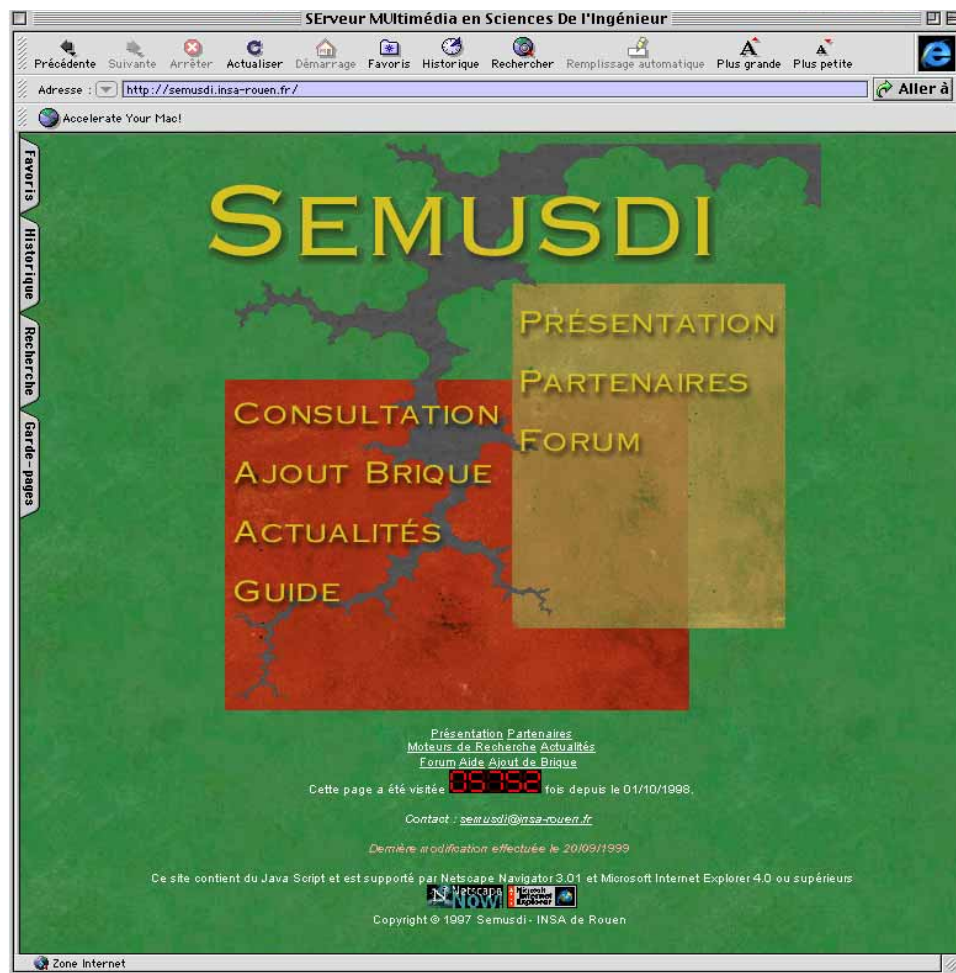 SErveur MUltimédia en Sciences De l'Ingénieur
Précédente Suivante Arrêter Actualiser Démarrage Favoris Historique Rechercher Remplissage automatique Plus grande Plus petite
Adresse : http://semusdi.insa-rouen.fr/ Aller à
Accelerate Your Mac!
Favoris
Historique
Recherche
Garde-pages
SEMUSDI
PRÉSENTATION
PARTENAIRES
FORUM
CONSULTATION
AJOUT BRIQUE
ACTUALITÉS
GUIDE
Présentation Partenaires
Moteurs de Recherche Actualités
Forum Aide Ajout de Brique
Cette page a été visitée 05752 fois depuis le 01/10/1998.
Contact : semusdi@insa-rouen.fr
Dernière modification effectuée le 20/09/1999
Ce site contient du Java Script et est supporté par Netscape Navigator 3.01 et Microsoft Internet Explorer 4.0 ou supérieurs
Netscape Now! Microsoft Internet Explorer
Copyright © 1997 Semusdi - INSA de Rouen
Zone Internet